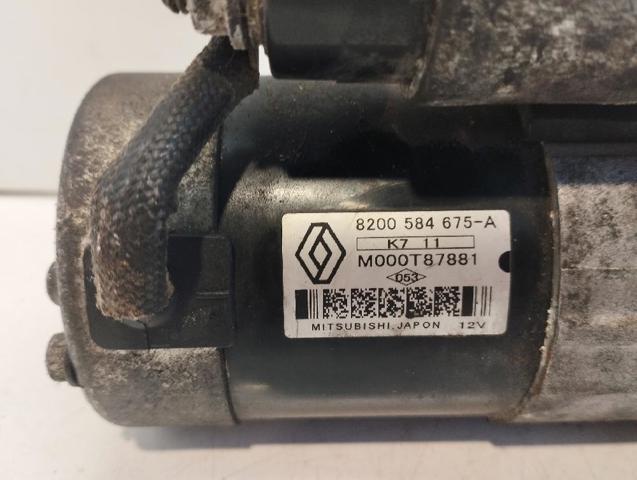 8200 584 675-A
K7 11
M000T87881
D53
MITSUBISHI,JAPON 12V